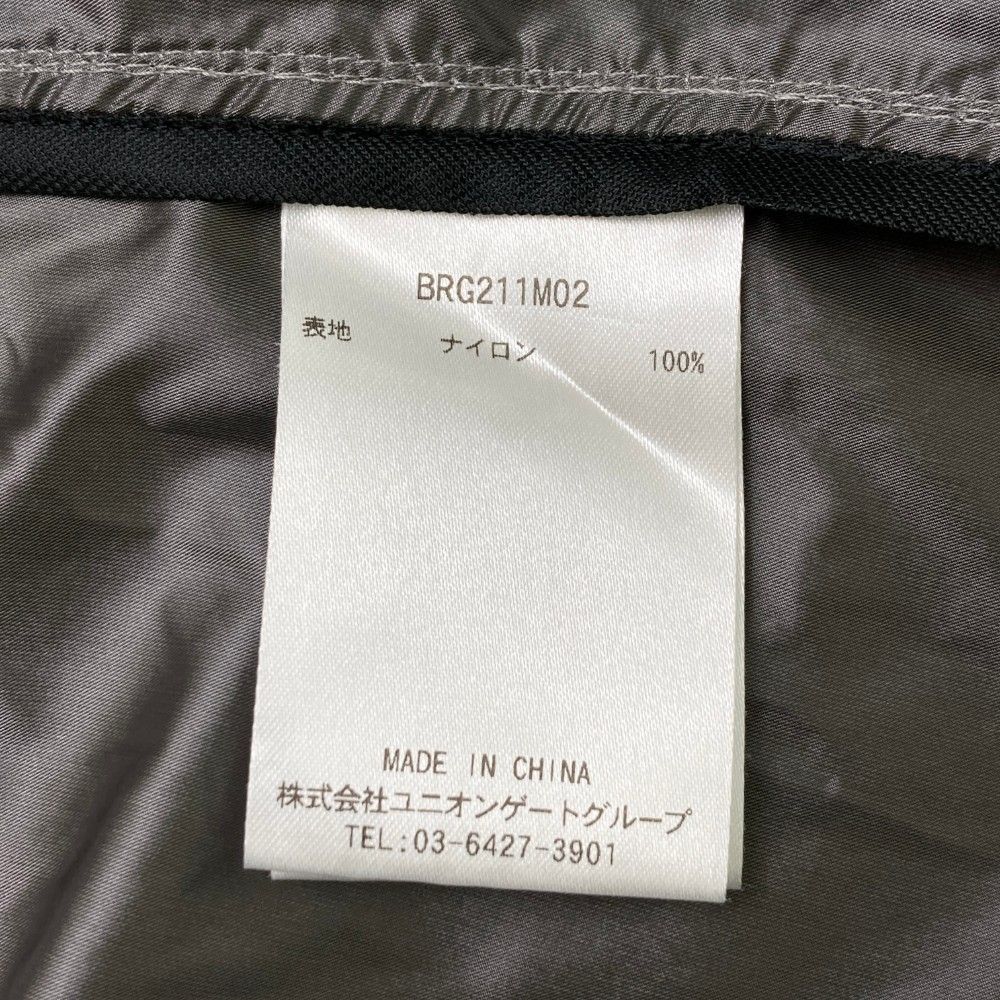 BRG211M02
表地 ナイロン 100%
MADE IN CHINA
株式会社ユニオンゲートグループ
TEL:03-6427-3901